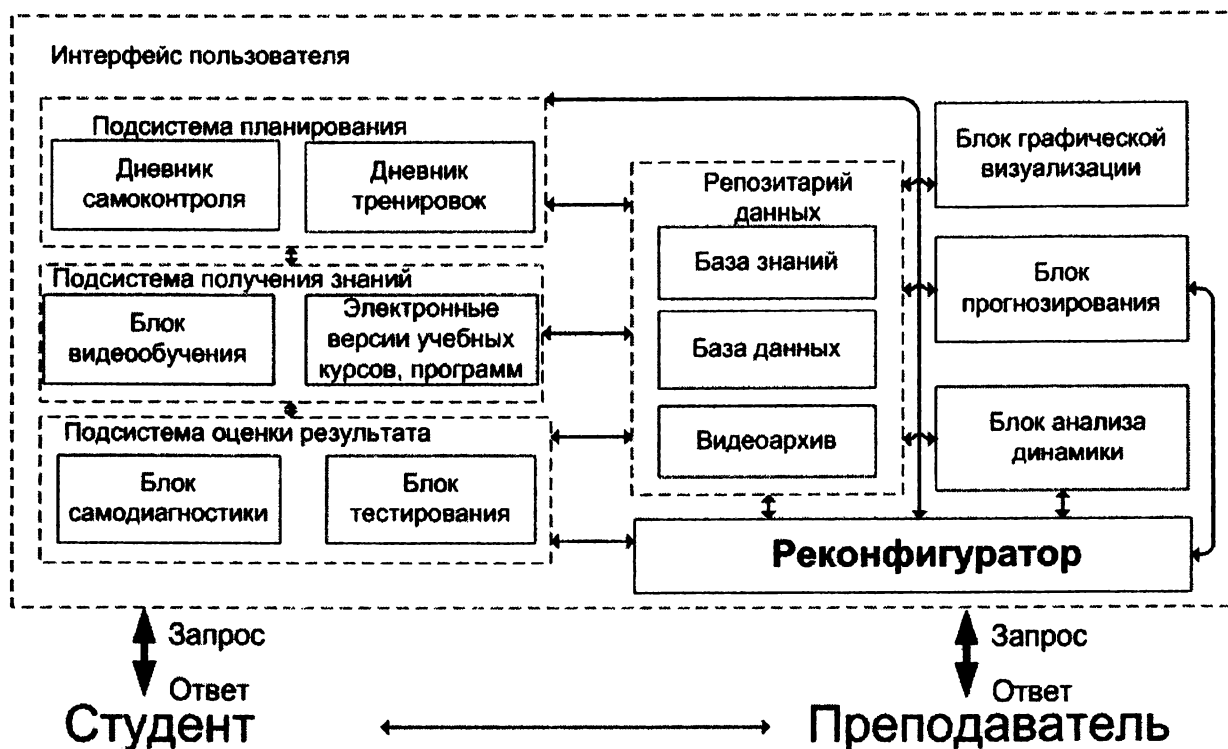 Интерфейс пользователя
Подсистема планирования
Дневник
самоконтроля
Дневник
тренировок
Подсистема получения знаний
Блок
видеообучения
Электронные
версии учебных
курсов, программ
Подсистема оценки результата
Блок
самодиагностики
Блок
тестирования
Репозитарий
данных
База знаний
База данных
Видеоархив
Блок графической
визуализации
Блок
прогнозирования
Блок анализа
динамики
Реконфигуратор
Запрос
Ответ
Студент
Запрос
Ответ
Преподаватель